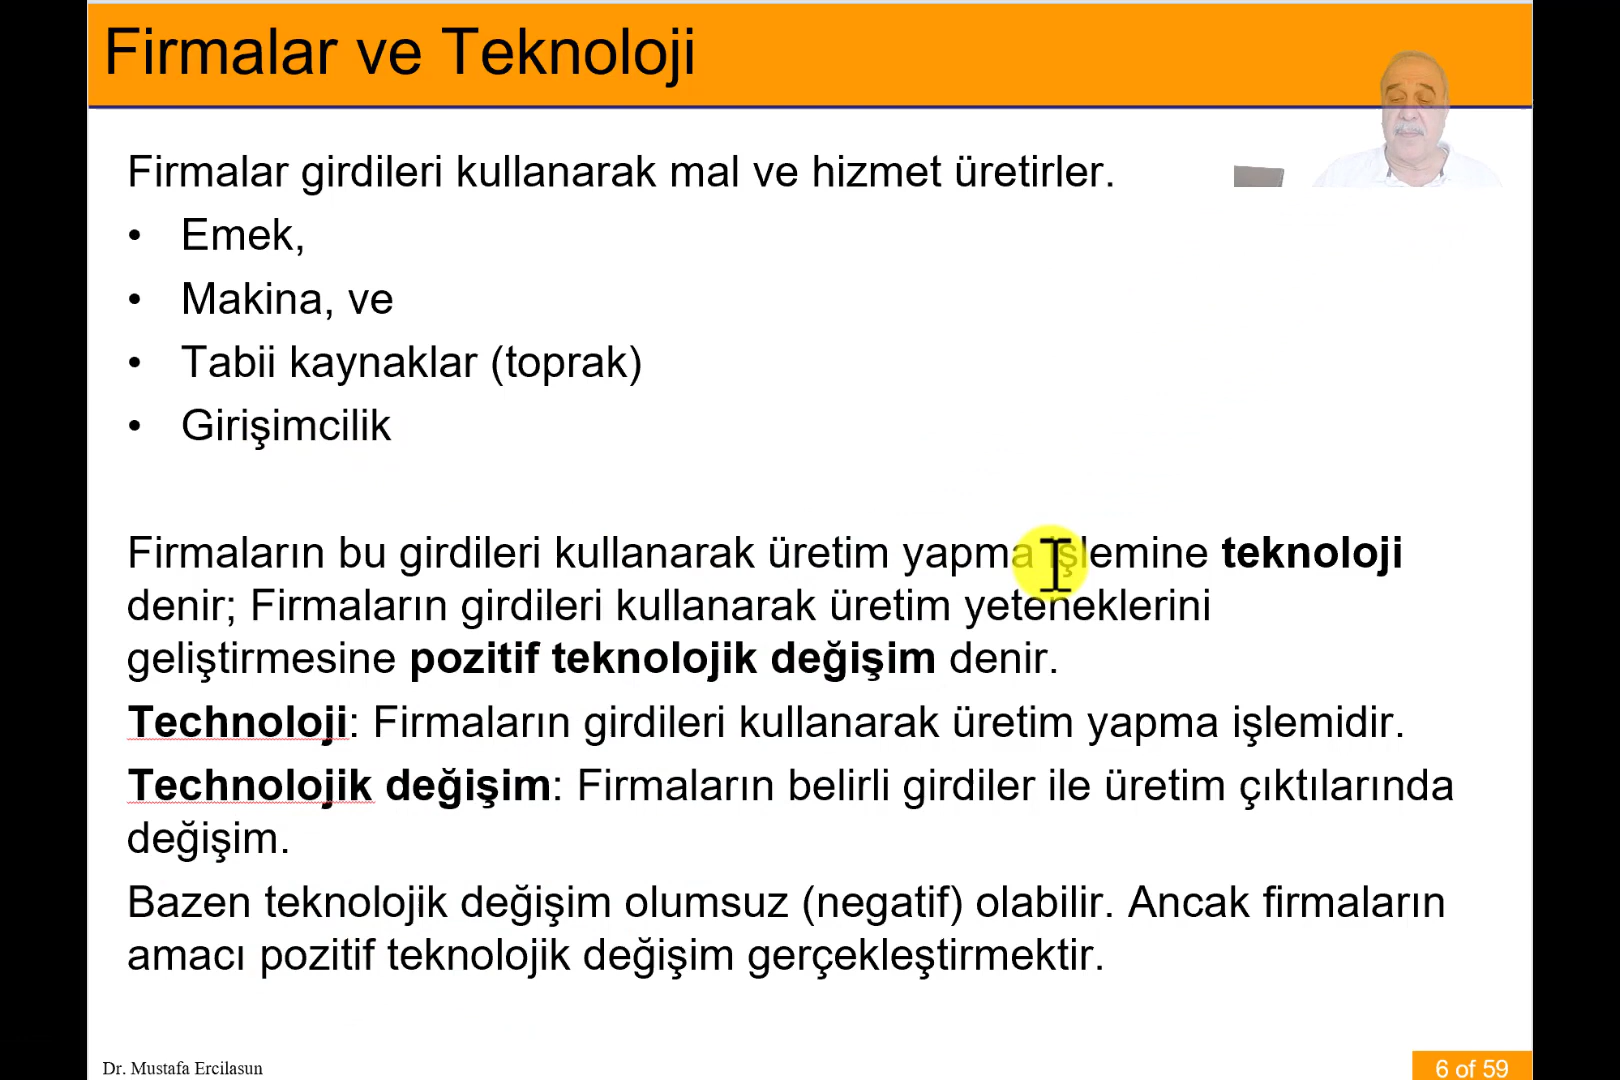 Firmalar ve Teknoloji
Firmalar girdileri kullanarak mal ve hizmet üretirler.
• Emek,
• Makina, ve
• Tabii kaynaklar (toprak)
• Girişimcilik
Firmaların bu girdileri kullanarak üretim yapma işlemine teknoloji
denir; Firmaların girdileri kullanarak üretim yeteneklerini
geliştirmesine pozitif teknolojik değişim denir.
Technoloji: Firmaların girdileri kullanarak üretim yapma işlemidir.
Technolojik değişim: Firmaların belirli girdiler ile üretim çıktılarında
değişim.
Bazen teknolojik değişim olumsuz (negatif) olabilir. Ancak firmaların
amacı pozitif teknolojik değişim gerçekleştirmektir.
Dr. Mustafa Ercilasun
6 of 59